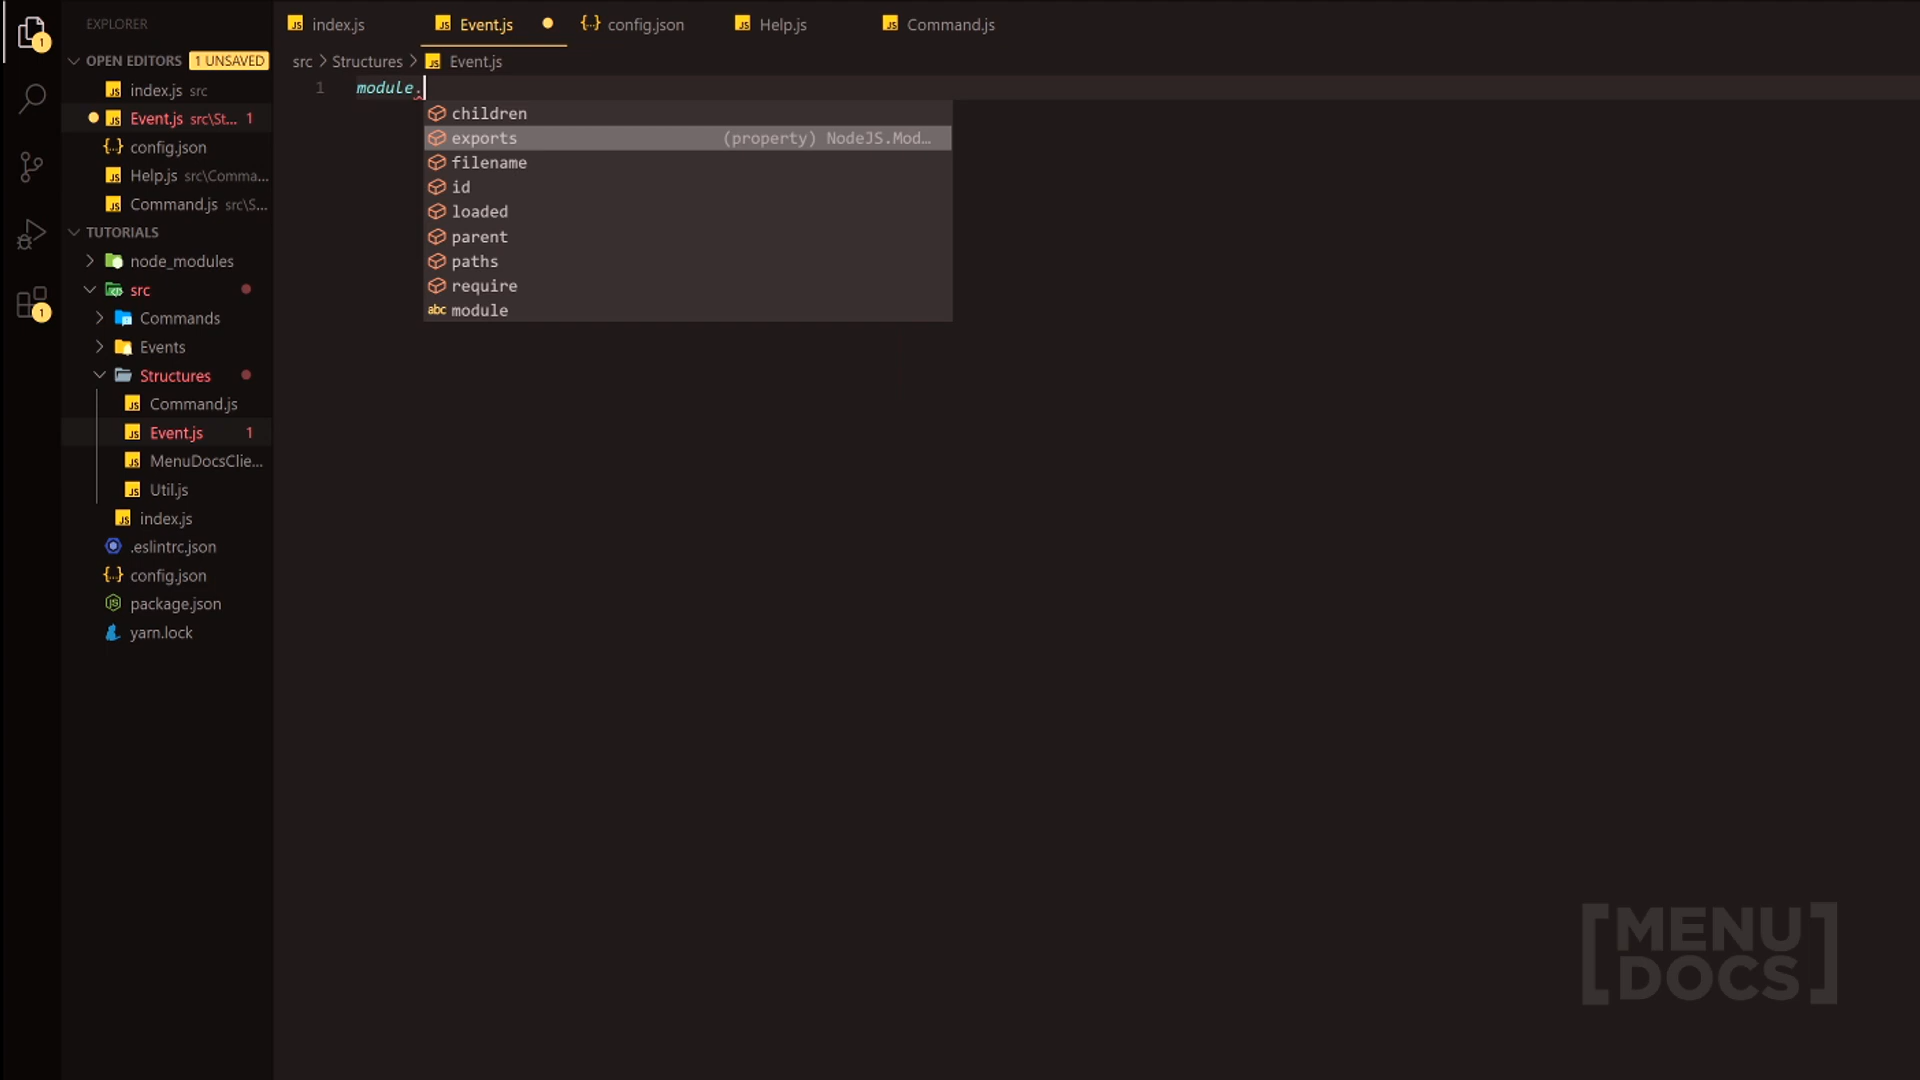 EXPLORER
OPEN EDITORS 1 UNSAVED
index.js src
Event.js src\St... 1
config.json
Help.js src\Comma...
Command.js src\S...
TUTORIALS
node_modules
src
Commands
Events
Structures
Command.js
Event.js 1
MenuDocsClie...
Util.js
index.js
.eslintrc.json
config.json
package.json
yarn.lock
1
1
index.js Event.js config.json Help.js Command.js
src > Structures > Event.js
1 module.
children
exports (property) NodeJS.Mod...
filename
id
loaded
parent
paths
require
abc module
[MENU
DOCS]